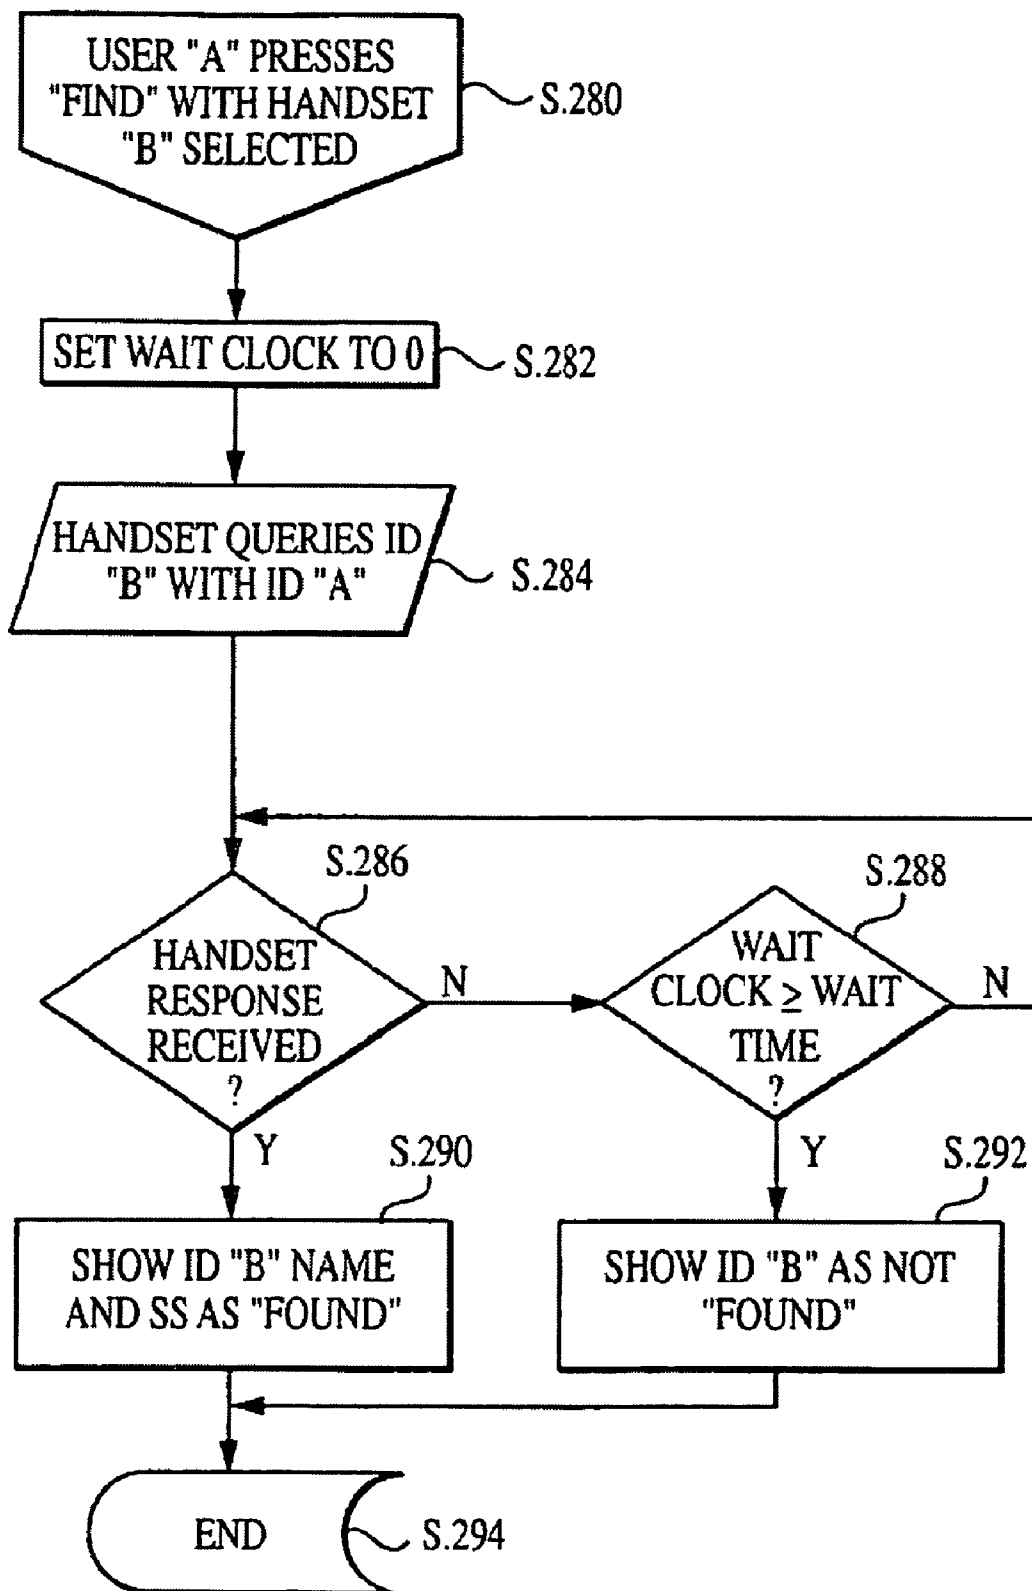 USER "A" PRESSES
"FIND" WITH HANDSET
"B" SELECTED
S.280
SET WAIT CLOCK TO 0
S.282
HANDSET QUERIES ID
"B" WITH ID "A"
S.284
S.286
HANDSET
RESPONSE
RECEIVED
?
N
Y
S.288
WAIT
CLOCK ≥ WAIT
TIME
?
N
Y
S.290
SHOW ID "B" NAME
AND SS AS "FOUND"
S.292
SHOW ID "B" AS NOT
"FOUND"
END
S.294